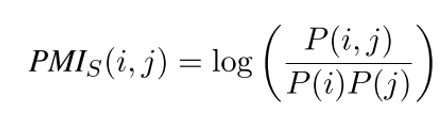 PMI_S(i, j) = log ( P(i, j) / P(i)P(j) )